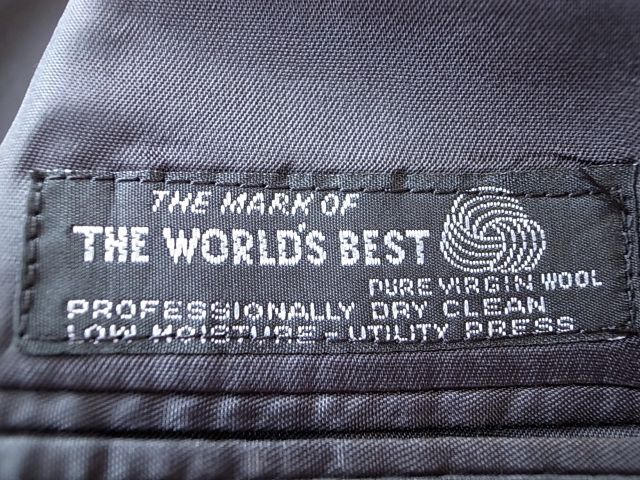 THE MARK OF
THE WORLD'S BEST
PURE VIRGIN WOOL
PROFESSIONALLY DRY CLEAN
LOW MOISTURE - UTILITY PRESS